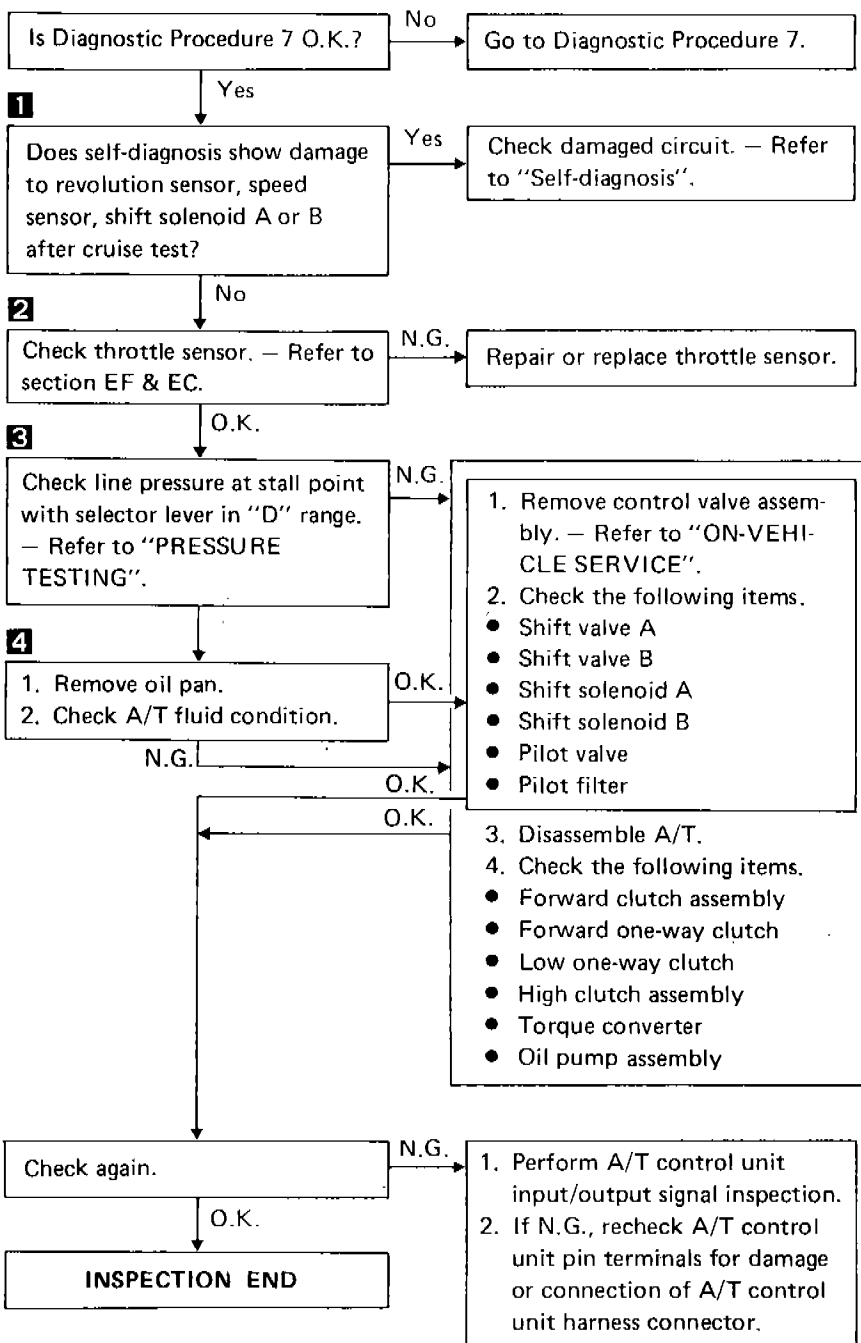 Is Diagnostic Procedure 7 O.K.?
No
Go to Diagnostic Procedure 7.
Yes
1
Does self-diagnosis show damage
to revolution sensor, speed
sensor, shift solenoid A or B
after cruise test?
Yes
Check damaged circuit. — Refer
to "Self-diagnosis".
No
2
Check throttle sensor. — Refer to
section EF & EC.
N.G.
Repair or replace throttle sensor.
O.K.
3
Check line pressure at stall point
with selector lever in "D" range.
— Refer to "PRESSURE
TESTING".
N.G.
4
1. Remove oil pan.
2. Check A/T fluid condition.
O.K.
N.G.
1. Remove control valve assem-
bly. — Refer to "ON-VEHI-
CLE SERVICE".
2. Check the following items.
● Shift valve A
● Shift valve B
● Shift solenoid A
● Shift solenoid B
● Pilot valve
● Pilot filter
O.K.
O.K.
3. Disassemble A/T.
4. Check the following items.
● Forward clutch assembly
● Forward one-way clutch
● Low one-way clutch
● High clutch assembly
● Torque converter
● Oil pump assembly
Check again.
N.G.
1. Perform A/T control unit
input/output signal inspection.
2. If N.G., recheck A/T control
unit pin terminals for damage
or connection of A/T control
unit harness connector.
O.K.
INSPECTION END